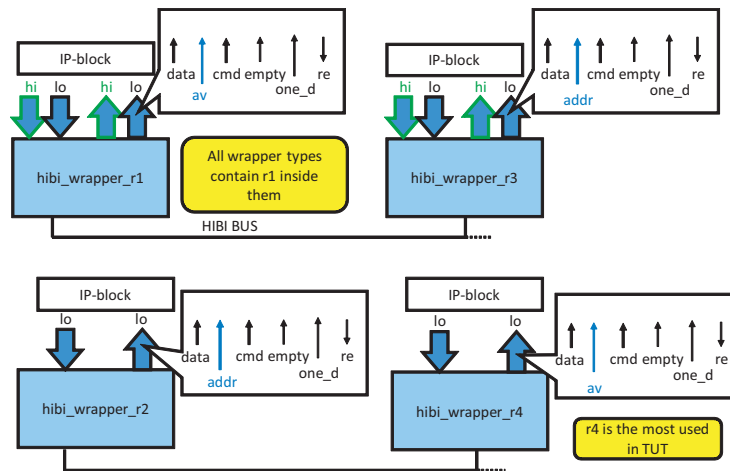 IP-block
hi lo hi lo
data cmd empty re
one_d
av
hibi_wrapper_r1
All wrapper types
contain r1 inside
them
HIBI BUS
IP-block
hi lo hi lo
data cmd empty re
one_d
addr
hibi_wrapper_r3
IP-block
lo lo
data cmd empty re
one_d
addr
hibi_wrapper_r2
IP-block
lo lo
data cmd empty re
one_d
av
hibi_wrapper_r4
r4 is the most used
in TUT